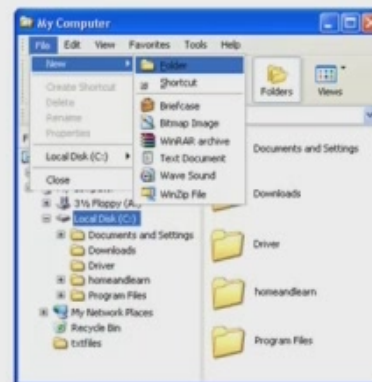 My Computer
File Edit View Favorites Tools Help
New
Folder
Shortcut
Create Shortcut
Delete
Rename
Properties
Briefcase
Bitmap Image
WinRAR archive
Text Document
Wave Sound
WinZip File
Local Disk (C:)
Close
Folders
Views
3½ Floppy (A:)
Local Disk (C:)
Documents and Settings
Downloads
Driver
homeandlearn
Program Files
My Network Places
Recycle Bin
txtfiles
Documents and Settings
Downloads
Driver
homeandlearn
Program Files